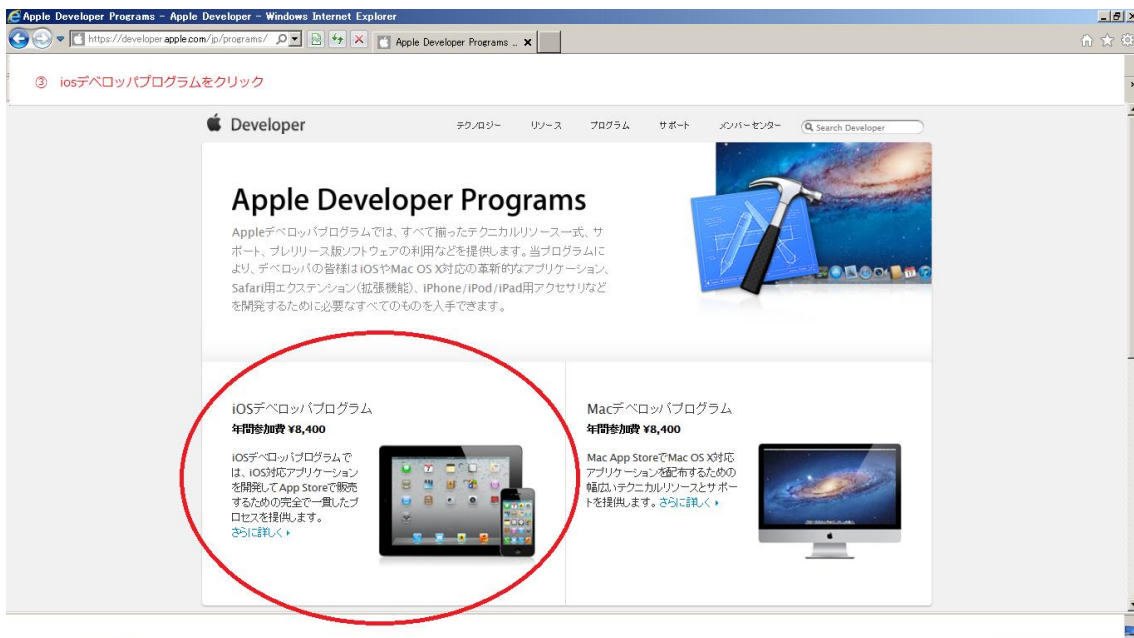 Apple Developer Programs - Apple Developer - Windows Internet Explorer
https://developer.apple.com/jp/programs/
Apple Developer Programs ...
③ iosデベロッパプログラムをクリック
Developer
テクノロジー リソース プログラム サポート メンバーセンター Search Developer
Apple Developer Programs
Appleデベロッパプログラムでは、すべて揃ったテクニカルリソース一式、サ
ポート、プレリリース版ソフトウェアの利用などを提供します。当プログラムに
より、デベロッパの皆様はiOSやMac OS X対応の革新的なアプリケーション、
Safari用エクステンション(拡張機能)、iPhone/iPod/iPad用アクセサリなど
を開発するために必要なすべてのものを入手できます。
iOSデベロッパプログラム
年間参加費 ¥8,400
iOSデベロッパプログラムで
は、iOS対応アプリケーション
を開発してApp Storeで販売
するための完全で一貫したプ
ロセスを提供します。
さらに詳しく
Macデベロッパプログラム
年間参加費 ¥8,400
Mac App StoreでMac OS X対応
アプリケーションを配布するための
幅広いテクニカルリソースとサポー
トを提供します。さらに詳しく